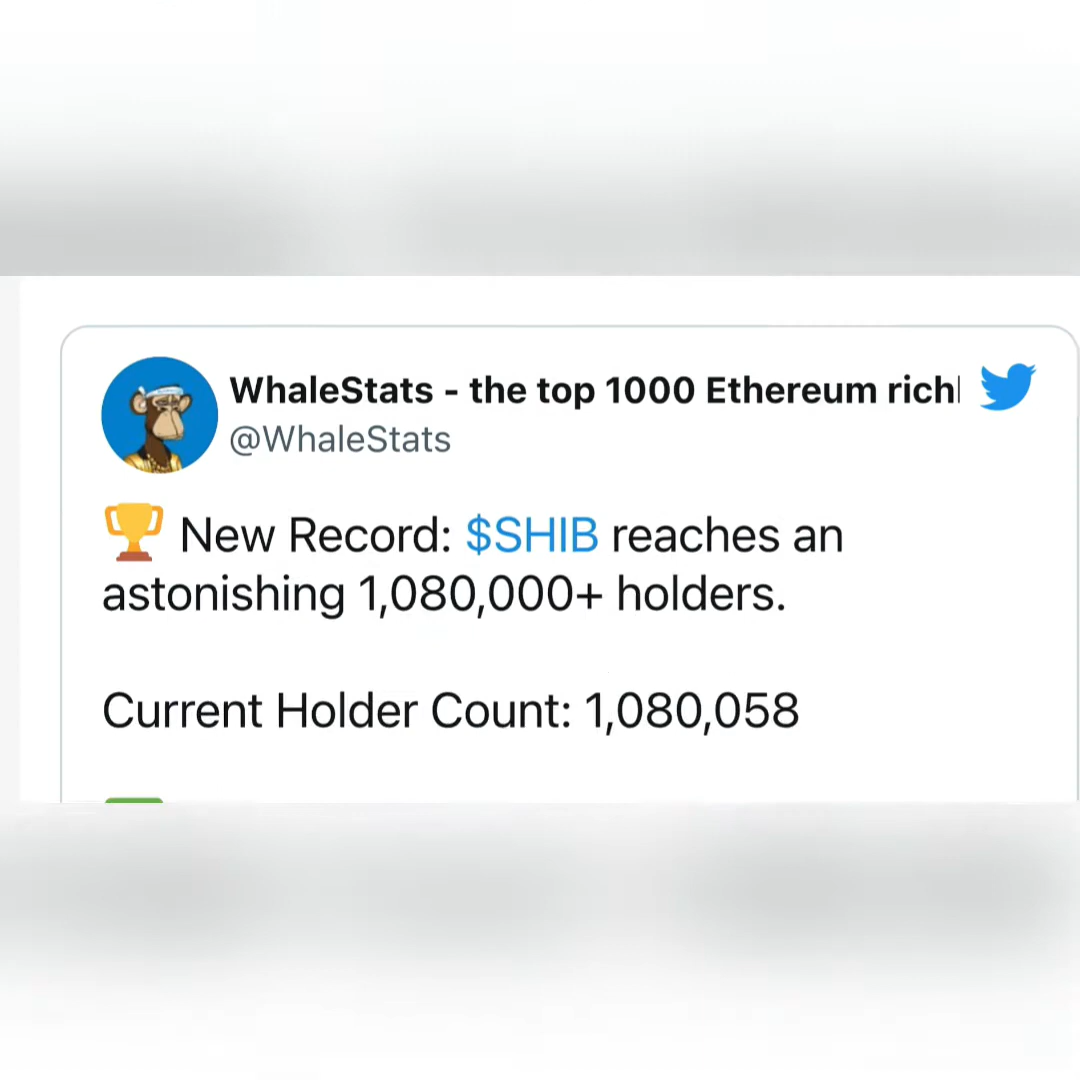 WhaleStats - the top 1000 Ethereum rich
@WhaleStats
🏆 New Record: $SHIB reaches an
astonishing 1,080,000+ holders.
Current Holder Count: 1,080,058